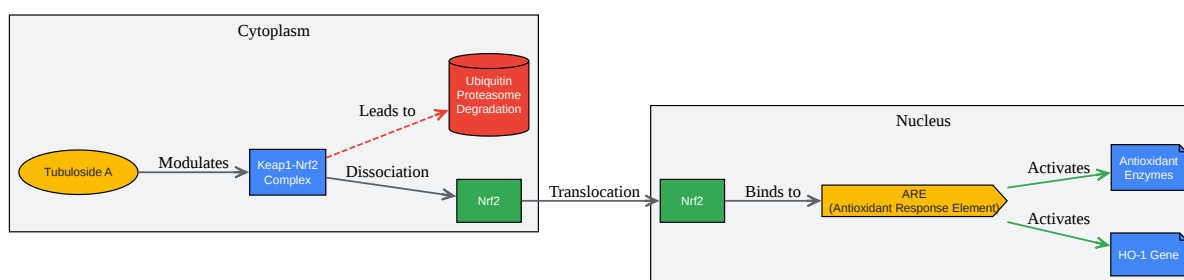 Cytoplasm
Tubuloside A
Modulates
Keap1-Nrf2
Complex
Leads to
Ubiquitin
Proteasome
Degradation
Dissociation
Nrf2
Translocation
Nucleus
Nrf2
Binds to
ARE
(Antioxidant Response Element)
Activates
Antioxidant
Enzymes
Activates
HO-1 Gene